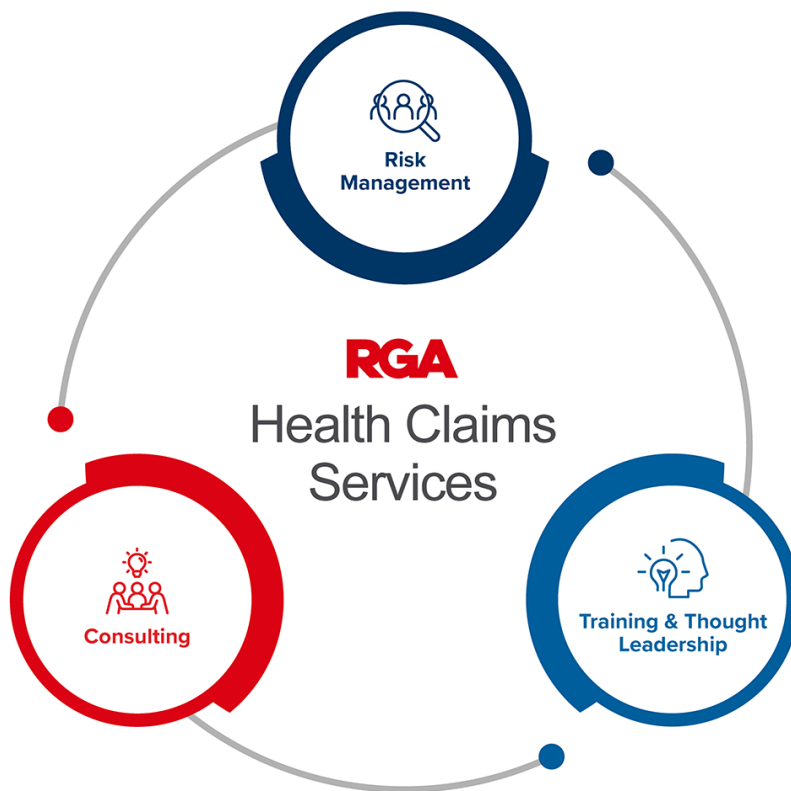 Risk
Management
RGA
Health Claims
Services
Consulting
Training & Thought
Leadership